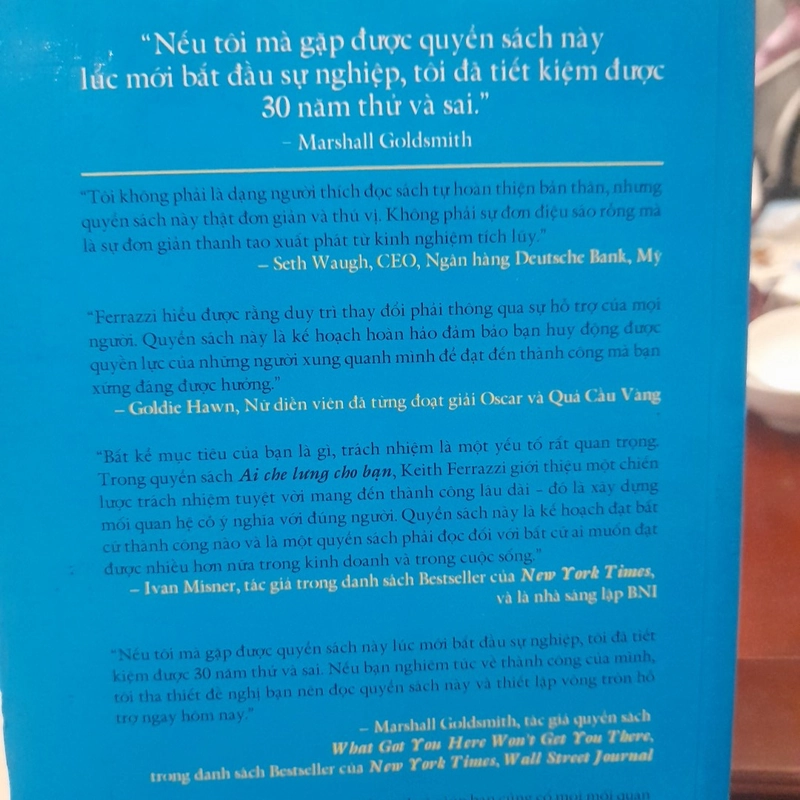 “Nếu tôi mà gặp được quyển sách này
lúc mới bắt đầu sự nghiệp, tôi đã tiết kiệm được
30 năm thử và sai.”
– Marshall Goldsmith
“Tôi không phải là dạng người thích đọc sách tự hoàn thiện bản thân, nhưng
quyển sách này thật đơn giản và thú vị. Không phải sự đơn điệu sáo rỗng mà
là sự đơn giản thanh tao xuất phát từ kinh nghiệm tích lũy.”
– Seth Waugh, CEO, Ngân hàng Deutsche Bank, Mỹ
“Ferrazzi hiểu được rằng duy trì thay đổi phải thông qua sự hỗ trợ của mọi
người. Quyển sách này là kế hoạch hoàn hảo đảm bảo bạn huy động được
quyền lực của những người xung quanh mình để đạt đến thành công mà bạn
xứng đáng được hưởng.”
– Goldie Hawn, Nữ diễn viên đã từng đoạt giải Oscar và Quả Cầu Vàng
“Bất kể mục tiêu của bạn là gì, trách nhiệm là một yếu tố rất quan trọng.
Trong quyển sách Ai che lưng cho bạn, Keith Ferrazzi giới thiệu một chiến
lược trách nhiệm tuyệt vời mang đến thành công lâu dài – đó là xây dựng
mối quan hệ có ý nghĩa với đúng người. Quyển sách này là kế hoạch đạt bất
cứ thành công nào và là một quyển sách phải đọc đối với bất cứ ai muốn đạt
được nhiều hơn nữa trong kinh doanh và trong cuộc sống.”
– Ivan Misner, tác giả trong danh sách Bestseller của New York Times,
và là nhà sáng lập BNI
“Nếu tôi mà gặp được quyển sách này lúc mới bắt đầu sự nghiệp, tôi đã tiết
kiệm được 30 năm thử và sai. Nếu bạn nghiêm túc về thành công của mình,
tôi tha thiết đề nghị bạn nên đọc quyển sách này và thiết lập vòng tròn hỗ
trợ ngay hôm nay.”
– Marshall Goldsmith, tác giả quyển sách
What Got You Here Won't Get You There,
trong danh sách Bestseller của New York Times, Wall Street Journal